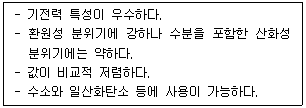 - 기전력 특성이 우수하다.
- 환원성 분위기에 강하나 수분을 포함한 산화성
분위기에는 약하다.
- 값이 비교적 저렴하다.
- 수소와 일산화탄소 등에 사용이 가능하다.